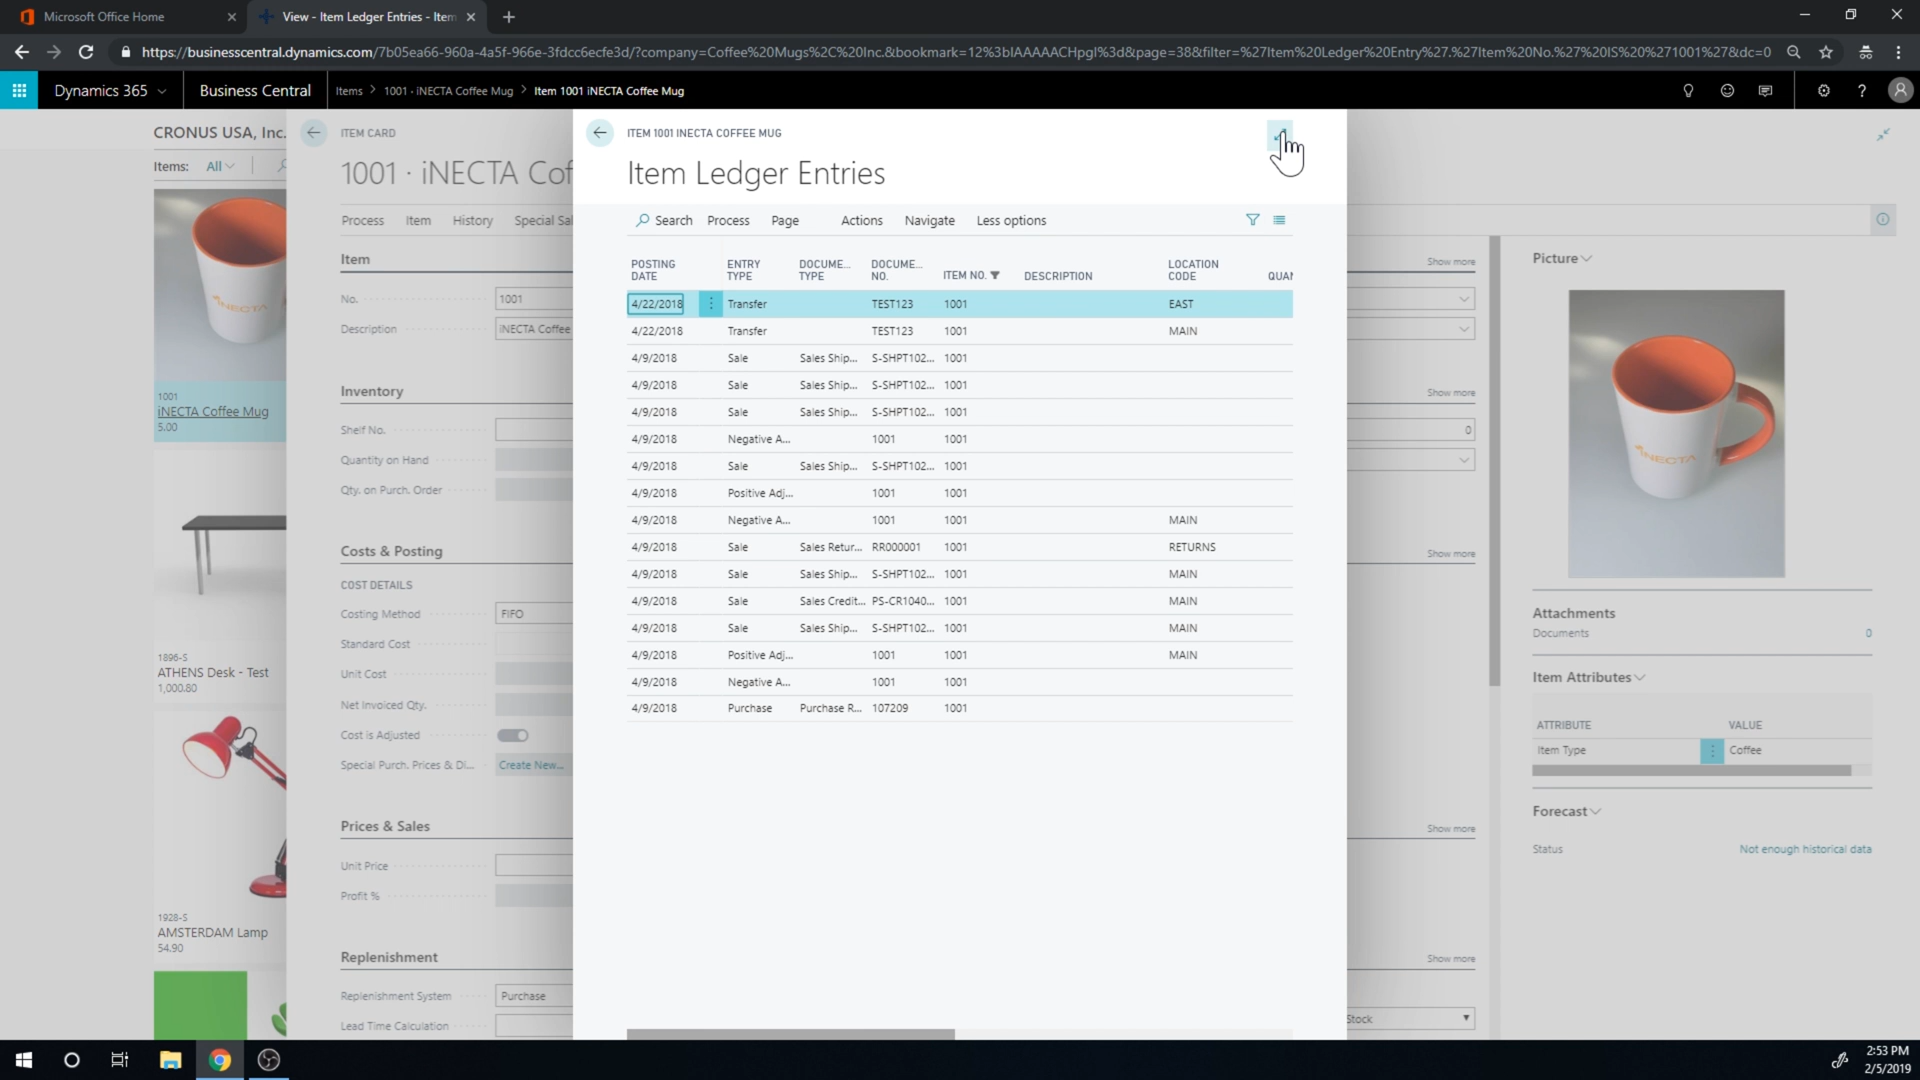 Microsoft Office Home
View - Item Ledger Entries - Item
https://businesscentral.dynamics.com/7b05ea66-960a-4a5f-966e-3fdcc6ecfe3d/?company=Coffee%20Mugs%2C%20Inc.&bookmark=12%3bIAAAAACHpgI%3d&page=38&filter=%27Item%20Ledger%20Entry%27.%27Item%20No.%27%20IS%20%271001%27&dc=0
Dynamics 365
Business Central
Items > 1001 · iNECTA Coffee Mug > Item 1001 iNECTA Coffee Mug
?
CRONUS USA, Inc.
Items: All
1001
iNECTA Coffee Mug
5.00
1896-S
ATHENS Desk - Test
1,000.80
1928-S
AMSTERDAM Lamp
54.90
ITEM CARD
1001 · iNECTA Cof
Process Item History Special Sal
Item
No. 1001
Description iNECTA Coffee
Inventory
Shelf No.
Quantity on Hand
Qty. on Purch. Order
Costs & Posting
COST DETAILS
Costing Method FIFO
Standard Cost
Unit Cost
Net Invoiced Qty.
Cost is Adjusted
Special Purch. Prices & Di... Create New...
Prices & Sales
Unit Price
Profit %
Replenishment
Replenishment System Purchase
Lead Time Calculation
ITEM 1001 INECTA COFFEE MUG
Item Ledger Entries
Search Process Page Actions Navigate Less options
POSTING DATE ENTRY TYPE DOCUME... TYPE DOCUME... NO. ITEM NO. DESCRIPTION LOCATION CODE QUAN
4/22/2018 Transfer TEST123 1001 EAST
4/22/2018 Transfer TEST123 1001 MAIN
4/9/2018 Sale Sales Ship... S-SHPT102... 1001
4/9/2018 Sale Sales Ship... S-SHPT102... 1001
4/9/2018 Sale Sales Ship... S-SHPT102... 1001
4/9/2018 Negative A... 1001 1001
4/9/2018 Sale Sales Ship... S-SHPT102... 1001
4/9/2018 Positive Adj... 1001 1001
4/9/2018 Negative A... 1001 1001 MAIN
4/9/2018 Sale Sales Retur... RR000001 1001 RETURNS
4/9/2018 Sale Sales Ship... S-SHPT102... 1001 MAIN
4/9/2018 Sale Sales Credit... PS-CR1040... 1001 MAIN
4/9/2018 Sale Sales Ship... S-SHPT102... 1001 MAIN
4/9/2018 Positive Adj... 1001 1001 MAIN
4/9/2018 Negative A... 1001 1001
4/9/2018 Purchase Purchase R... 107209 1001
Show more
Show more
0
Show more
Show more
Show more
Stock
Picture
iNECTA
Attachments
Documents 0
Item Attributes
ATTRIBUTE VALUE
Item Type Coffee
Forecast
Status Not enough historical data
2:53 PM
2/5/2019